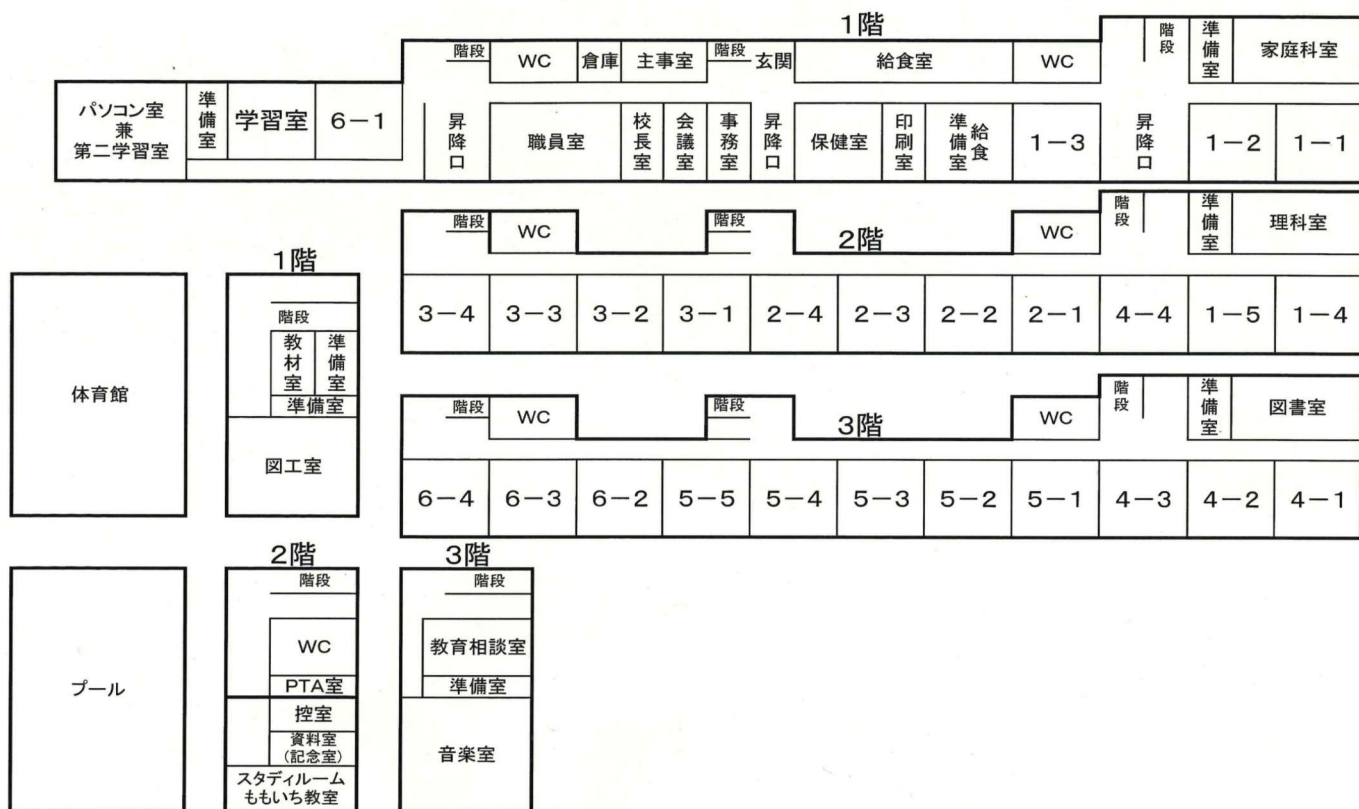 1階
階段
WC
倉庫
主事室
階段
玄関
給食室
WC
階段
準備室
家庭科室
パソコン室
兼
第二学習室
準備室
学習室
6-1
昇降口
職員室
校長室
会議室
事務室
昇降口
保健室
印刷室
給食
準備室
1-3
昇降口
1-2
1-1
2階
階段
WC
階段
WC
階段
準備室
理科室
3-4
3-3
3-2
3-1
2-4
2-3
2-2
2-1
4-4
1-5
1-4
3階
階段
WC
階段
WC
階段
準備室
図書室
6-4
6-3
6-2
5-5
5-4
5-3
5-2
5-1
4-3
4-2
4-1
体育館
1階
階段
教材室
準備室
準備室
図工室
プール
2階
階段
WC
PTA室
控室
資料室
(記念室)
スタディルーム
ももいち教室
3階
階段
教育相談室
準備室
音楽室